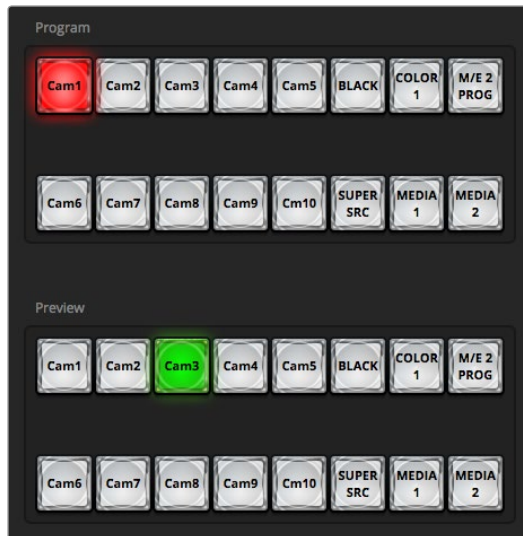 Program
Cam1 Cam2 Cam3 Cam4 Cam5 BLACK COLOR 1 M/E 2 PROG
Cam6 Cam7 Cam8 Cam9 Cm10 SUPER SRC MEDIA 1 MEDIA 2
Preview
Cam1 Cam2 Cam3 Cam4 Cam5 BLACK COLOR 1 M/E 2 PROG
Cam6 Cam7 Cam8 Cam9 Cm10 SUPER SRC MEDIA 1 MEDIA 2